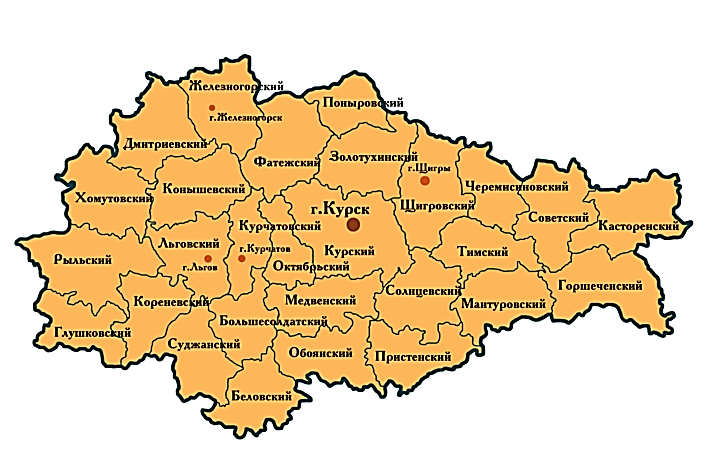 Железногорский
г.Железногорск
Поныровский
Дмитриевский
Фатежский
Золотухинский
г.Щигры
Конышевский
Черемисиновский
Хомутовский
г.Курск
Щигровский
Советский
Касторенский
Курчатовский
Льговский
г.Курчатов
Курский
Тимский
Рыльский
г.Льгов
Октябрьский
Солнцевский
Горшеченский
Кореневский
Медвенский
Мантуровский
Большесолдатский
Глушковский
Суджанский
Обоянский
Пристенский
Беловский